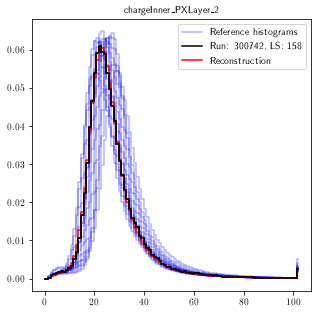 chargeInner_PXLayer_2
Reference histograms
Run: 300742, LS: 158
Reconstruction
0.06
0.05
0.04
0.03
0.02
0.01
0.00
0 20 40 60 80 100